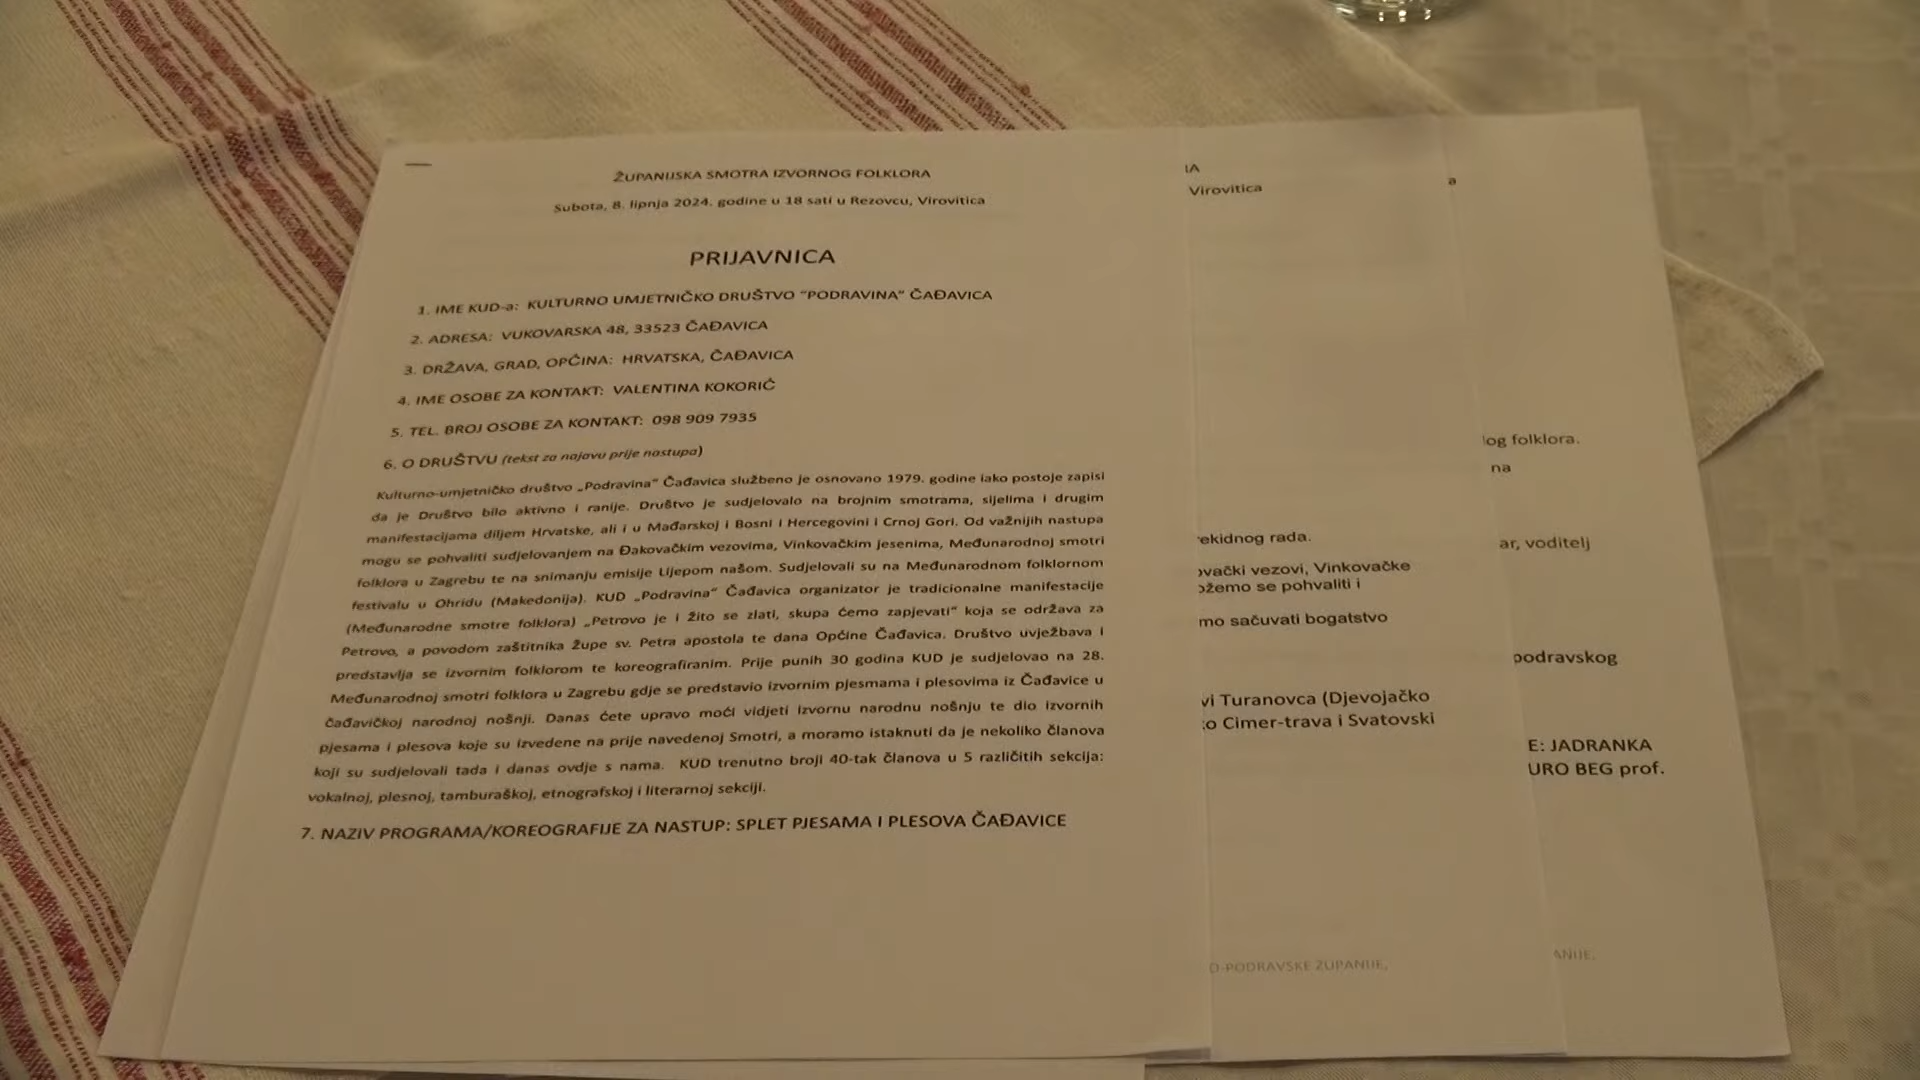 ŽUPANIJSKA SMOTRA IZVORNOG FOLKLORA
Subota, 8. lipnja 2024. godine u 18 sati u Rezovcu, Virovitica
PRIJAVNICA
1. IME KUD-a: KULTURNO UMJETNIČKO DRUŠTVO "PODRAVINA" ČAĐAVICA
2. ADRESA: VUKOVARSKA 48, 33523 ČAĐAVICA
3. DRŽAVA, GRAD, OPĆINA: HRVATSKA, ČAĐAVICA
4. IME OSOBE ZA KONTAKT: VALENTINA KOKORIĆ
5. TEL. BROJ OSOBE ZA KONTAKT: 098 909 7935
6. O DRUŠTVU (tekst za najavu prije nastupa)
Kulturno-umjetničko društvo „Podravina" Čađavica službeno je osnovano 1979. godine iako postoje zapisi
da je Društvo bilo aktivno i ranije. Društvo je sudjelovalo na brojnim smotrama, sijelima i drugim
manifestacijama diljem Hrvatske, ali i u Mađarskoj i Bosni i Hercegovini i Crnoj Gori. Od važnijih nastupa
mogu se pohvaliti sudjelovanjem na Đakovačkim vezovima, Vinkovačkim jesenima, Međunarodnoj smotri
folklora u Zagrebu te na snimanju emisije Lijepom našom. Sudjelovali su na Međunarodnom folklornom
festivalu u Ohridu (Makedonija). KUD „Podravina" Čađavica organizator je tradicionalne manifestacije
(Međunarodne smotre folklora) „Petrovo je i žito se zlati, skupa ćemo zapjevati" koja se održava za
Petrovo, a povodom zaštitnika Župe sv. Petra apostola te dana Općine Čađavica. Društvo uvježbava i
predstavlja se izvornim folklorom te koreografiranim. Prije punih 30 godina KUD je sudjelovao na 28.
Međunarodnoj smotri folklora u Zagrebu gdje se predstavio izvornim pjesmama i plesovima iz Čađavice u
čađavičkoj narodnoj nošnji. Danas ćete upravo moći vidjeti izvornu narodnu nošnju te dio izvornih
pjesama i plesova koje su izvedene na prije navedenoj Smotri, a moramo istaknuti da je nekoliko članova
koji su sudjelovali tada i danas ovdje s nama. KUD trenutno broji 40-tak članova u 5 različitih sekcija:
vokalnoj, plesnoj, tamburaškoj, etnografskoj i literarnoj sekciji.
7. NAZIV PROGRAMA/KOREOGRAFIJE ZA NASTUP: SPLET PJESAMA I PLESOVA ČAĐAVICE
Virovitica
ekidnog rada.
ovački vezovi, Vinkovačke
ožemo se pohvaliti i
mo sačuvati bogatstvo
vi Turanovca (Djevojačko
o Cimer-trava i Svatovski
O-PODRAVSKE ŽUPANIJE,
a
log folklora.
na
ar, voditelj
podravskog
E: JADRANKA
URO BEG prof.
ANIJE,